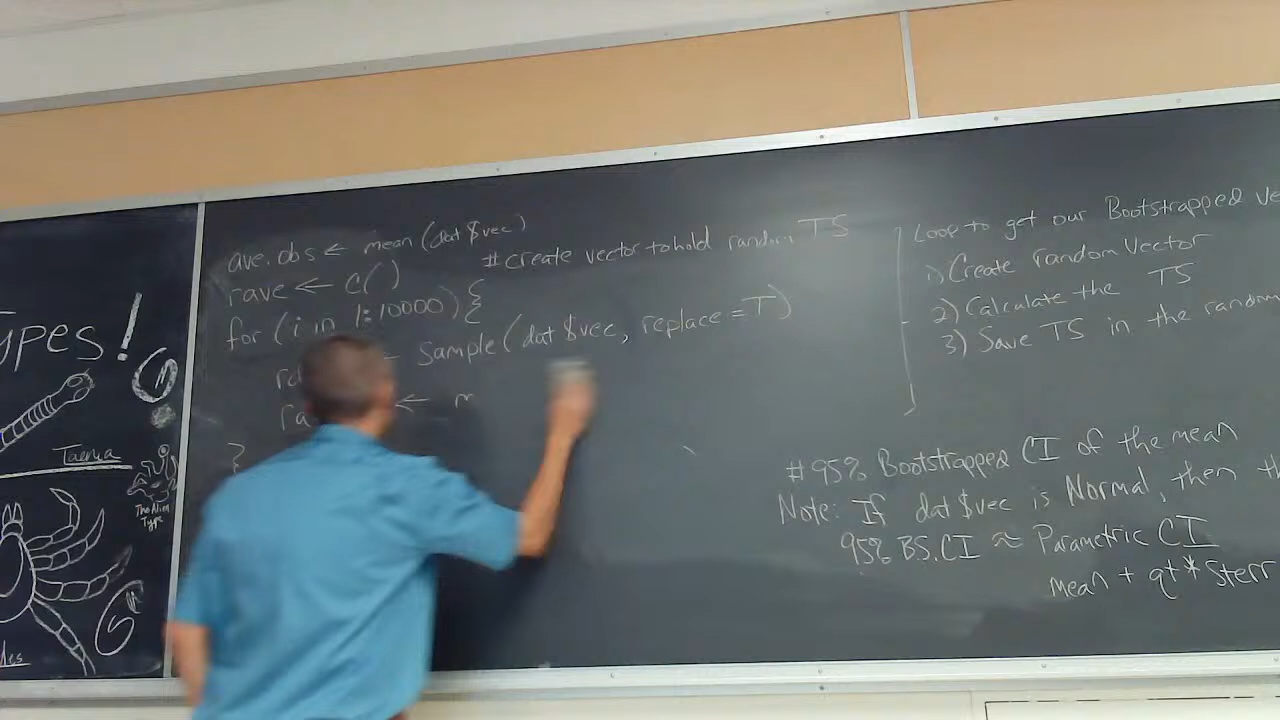 ypes!
Taenia
The Alien
Type
ave.obs ← mean (dat$vec)
rave ← c()
#create vector to hold random TS
for (i in 1:10000) {
← sample (dat $vec, replace=T)
← m
}
Loop to get our Bootstrapped Ve
1) Create random Vector
2) Calculate the TS
3) Save TS in the random
#95% Bootstrapped CI of the mean
Note: If dat$vec is Normal, then th
95% BS.CI ≈ Parametric CI
mean + qt* Sterr